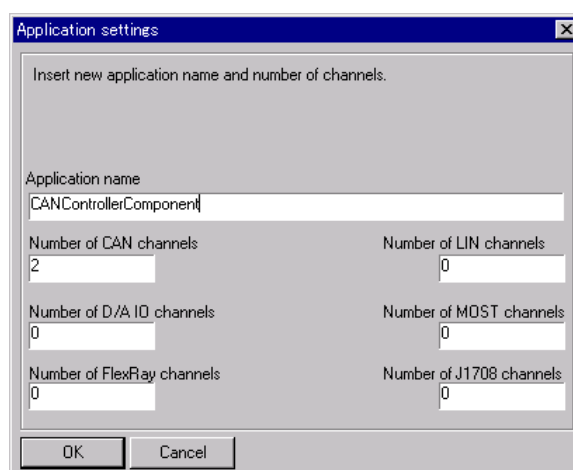 Application settings
Insert new application name and number of channels.
Application name
CANControllerComponent
Number of CAN channels
Number of LIN channels
2
0
Number of D/A IO channels
Number of MOST channels
0
0
Number of FlexRay channels
Number of J1708 channels
0
0
OK
Cancel